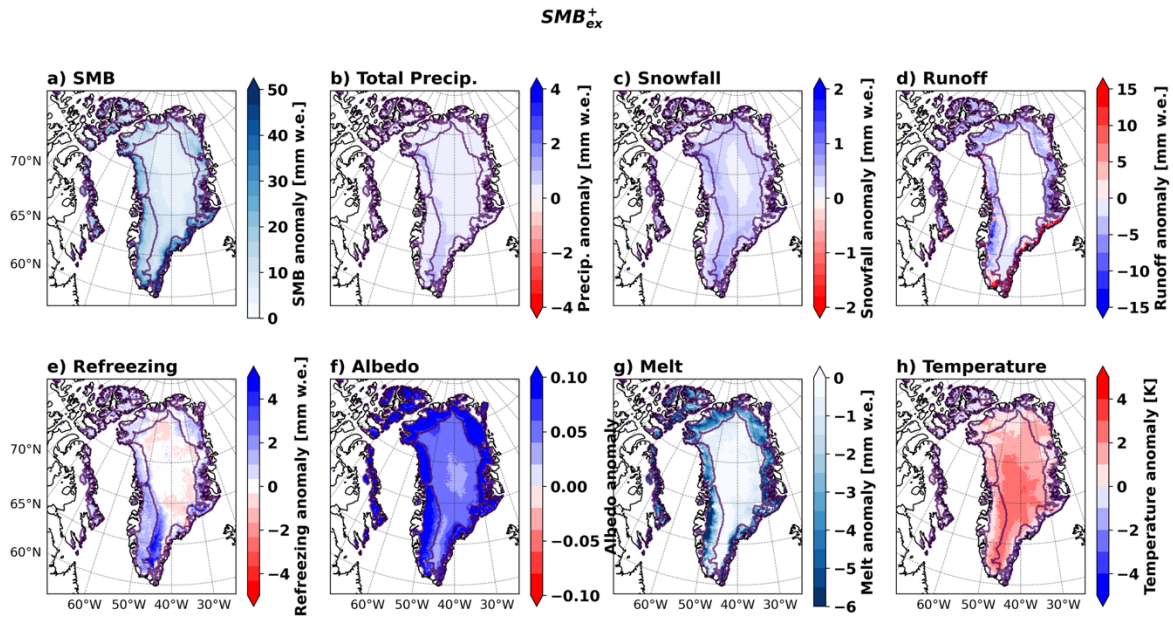 SMB⁺ₑₓ
a) SMB
b) Total Precip.
c) Snowfall
d) Runoff
50
40
30
20
10
0
SMB anomaly [mm w.e.]
4
2
0
−2
−4
Precip. anomaly [mm w.e.]
2
1
0
−1
−2
Snowfall anomaly [mm w.e.]
15
10
5
0
−5
−10
−15
Runoff anomaly [mm w.e.]
70°N
65°N
60°N
e) Refreezing
f) Albedo
g) Melt
h) Temperature
4
2
0
−2
−4
Refreezing anomaly [mm w.e.]
0.10
0.05
0.00
−0.05
−0.10
Albedo anomaly
0
−1
−2
−3
−4
−5
−6
Melt anomaly [mm w.e.]
4
2
0
−2
−4
Temperature anomaly [K]
70°N
65°N
60°N
60°W 50°W 40°W 30°W
60°W 50°W 40°W 30°W
60°W 50°W 40°W 30°W
60°W 50°W 40°W 30°W